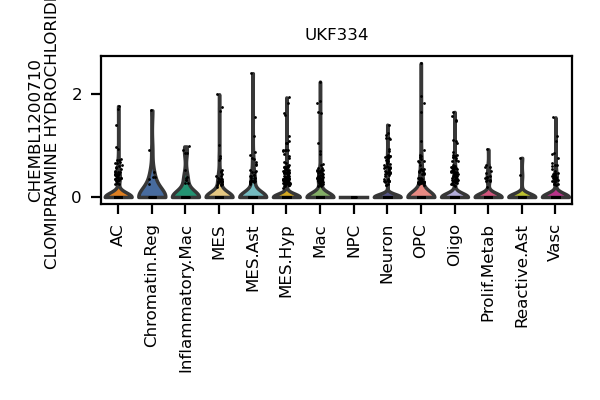 UKF334
CHEMBL1200710
CLOMIPRAMINE HYDROCHLORID
2
0
AC
Chromatin.Reg
Inflammatory.Mac
MES
MES.Ast
MES.Hyp
Mac
NPC
Neuron
OPC
Oligo
Prolif.Metab
Reactive.Ast
Vasc